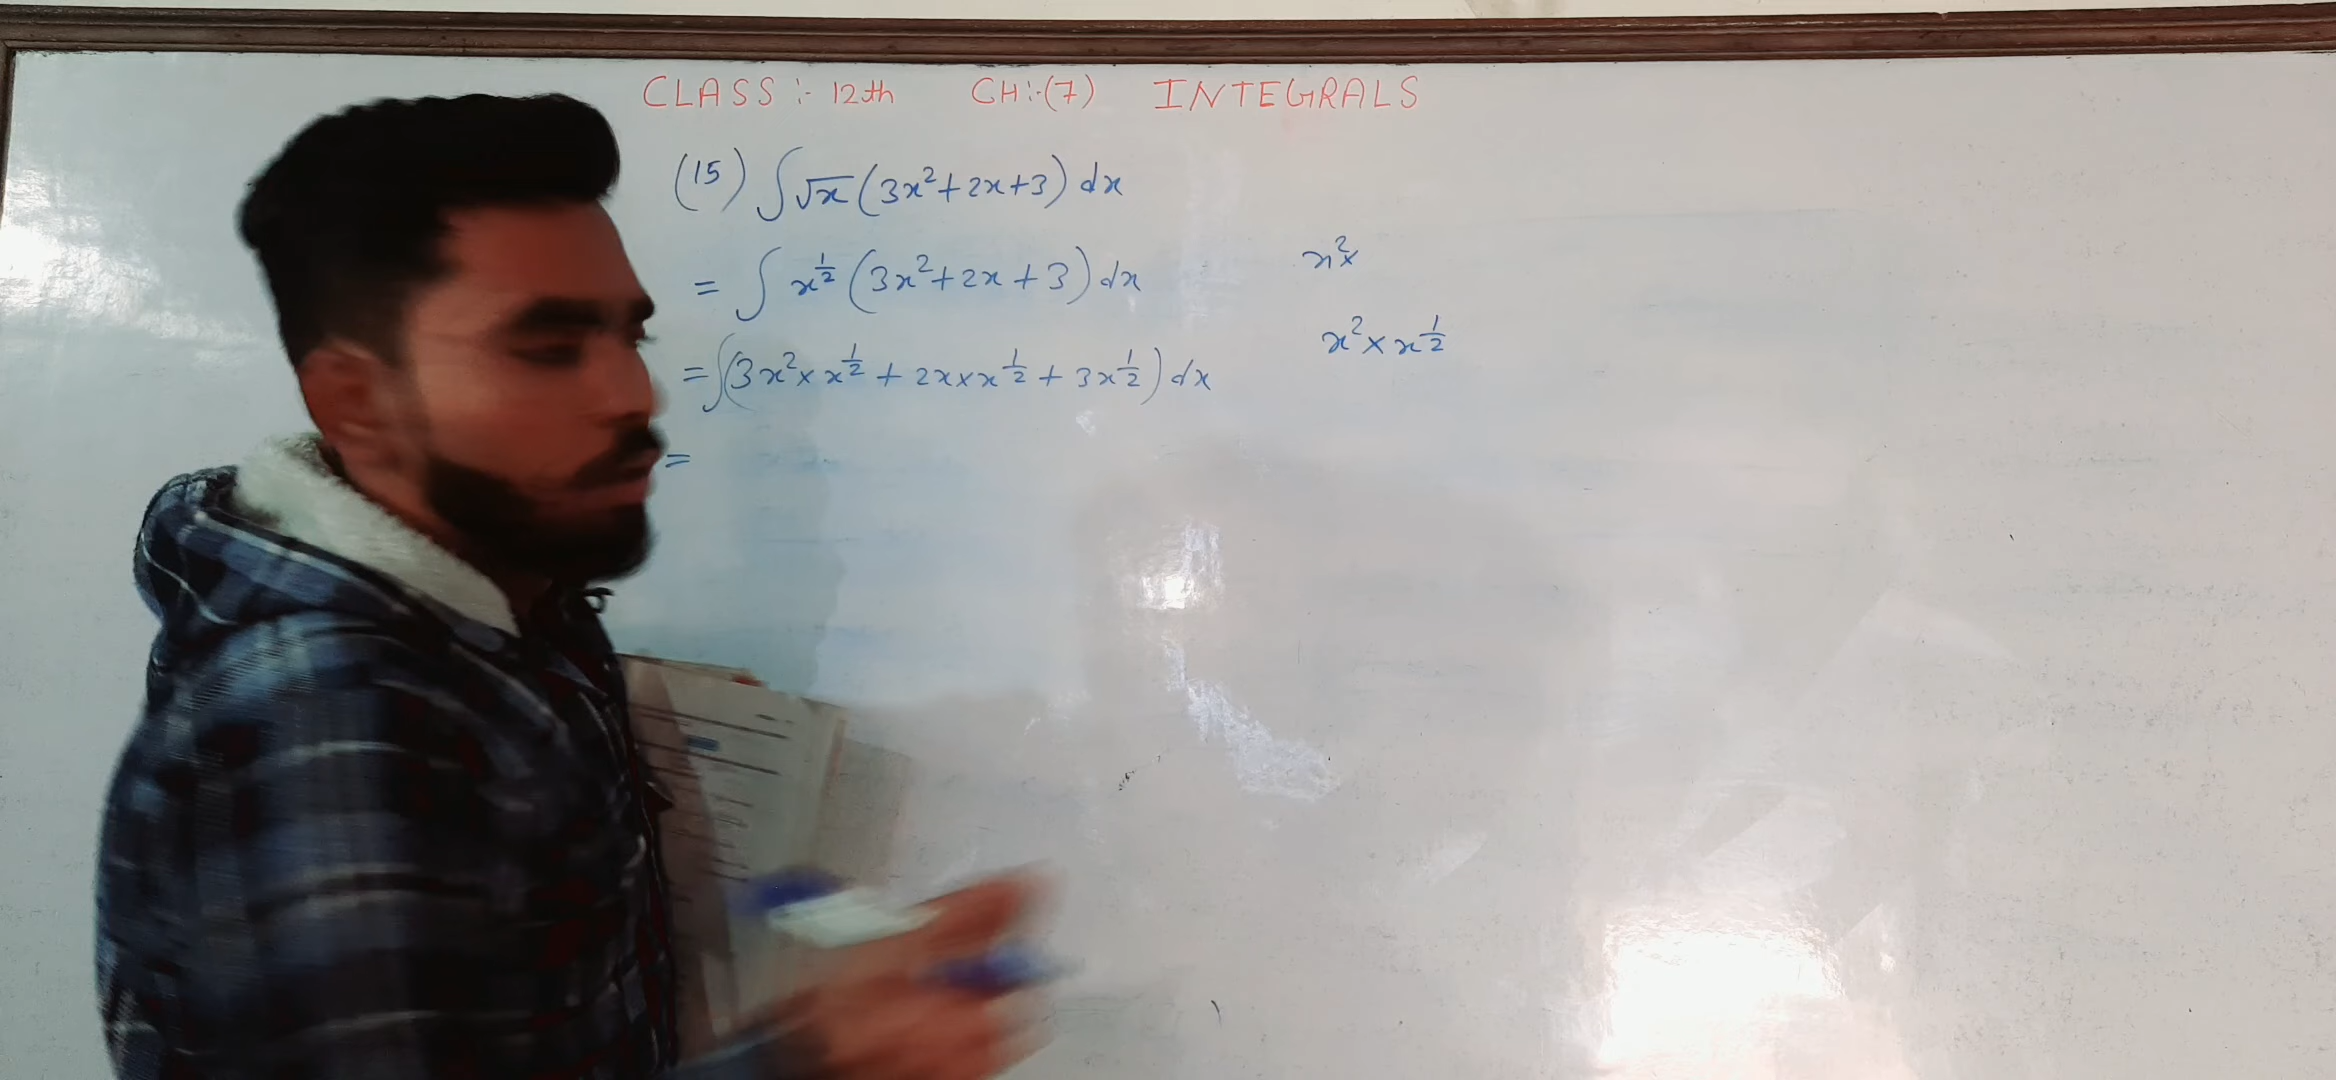 CLASS :- 12th CH:-(7) INTEGRALS
(15) ∫√x (3x²+2x+3) dx
= ∫ x^{1/2} (3x²+2x+3) dx
x²×
= ∫(3x²×x^{1/2} + 2x×x^{1/2} + 3x^{1/2}) dx
x²×x^{1/2}
=